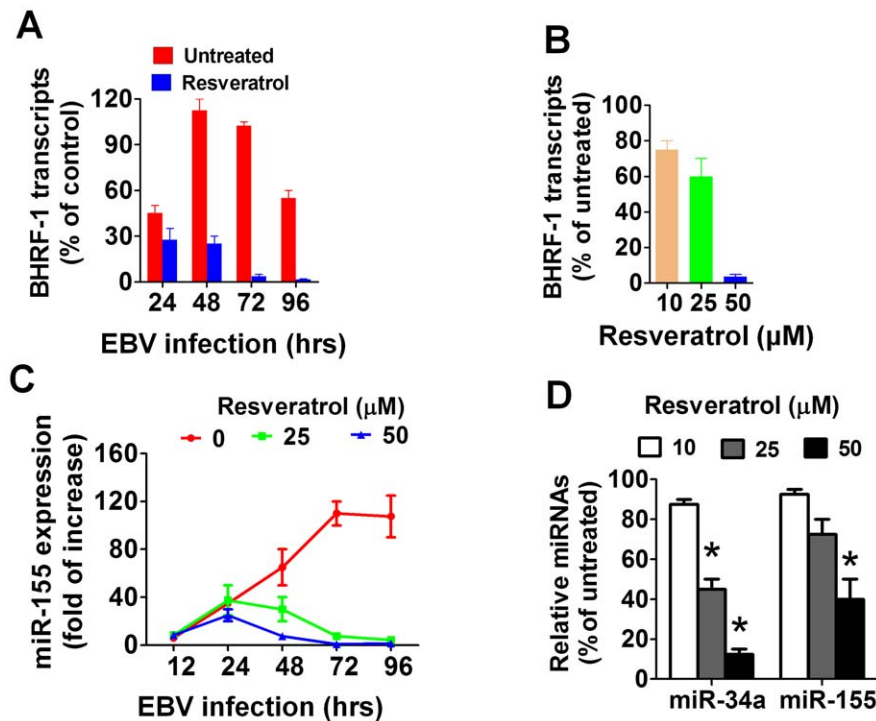 A
Untreated
Resveratrol
BHRF-1 transcripts
(% of control)
120
90
60
30
0
24 48 72 96
EBV infection (hrs)
B
BHRF-1 transcripts
(% of untreated)
100
80
60
40
20
0
10 25 50
Resveratrol (µM)
C
Resveratrol (μM)
0 25 50
miR-155 expression
(fold of increase)
160
120
80
40
0
12 24 48 72 96
EBV infection (hrs)
D
Resveratrol (μM)
10 25 50
Relative miRNAs
(% of untreated)
100
80
60
40
20
0
* * *
miR-34a miR-155